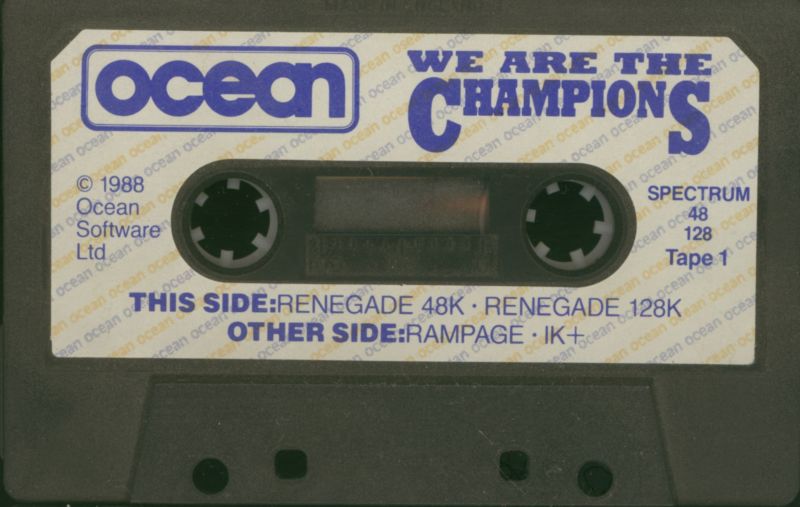 ocean
WE ARE THE
CHAMPIONS
© 1988
Ocean
Software
Ltd
SPECTRUM
48
128
Tape 1
THIS SIDE:RENEGADE 48K · RENEGADE 128K
OTHER SIDE:RAMPAGE · IK+